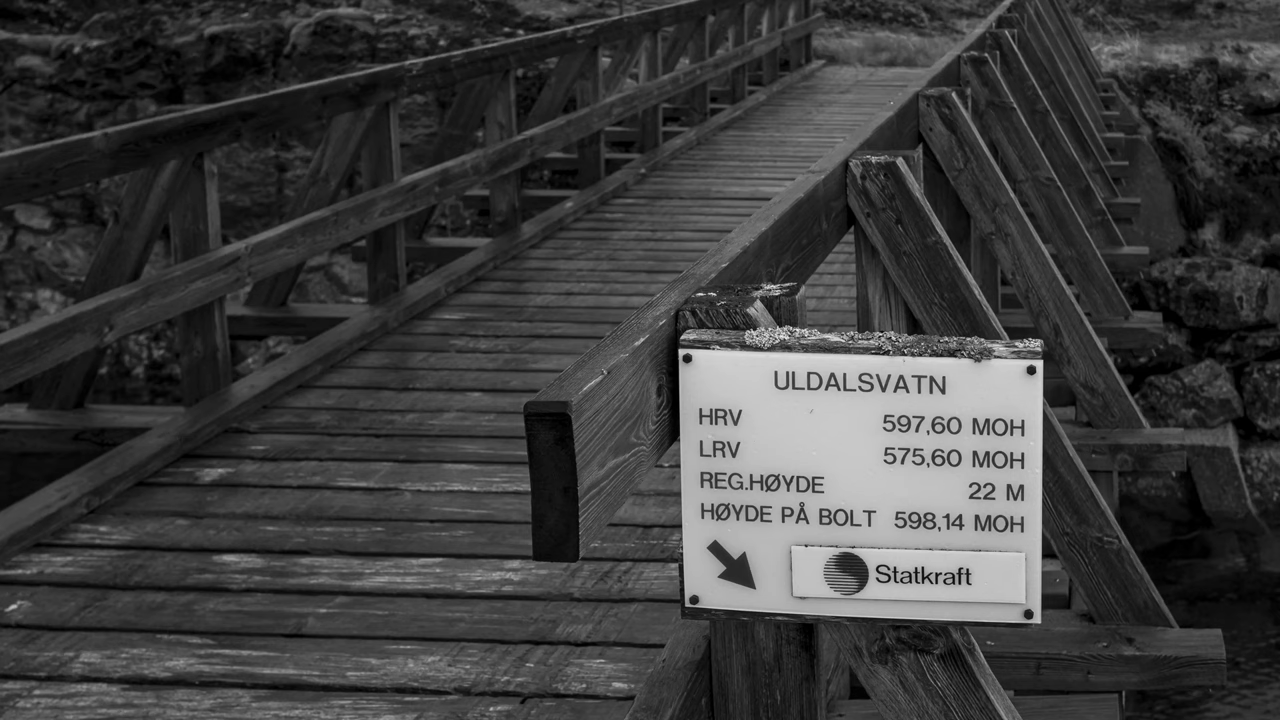 ULDALSVATN
HRV 597,60 MOH
LRV 575,60 MOH
REG.HØYDE 22 M
HØYDE PÅ BOLT 598,14 MOH
Statkraft